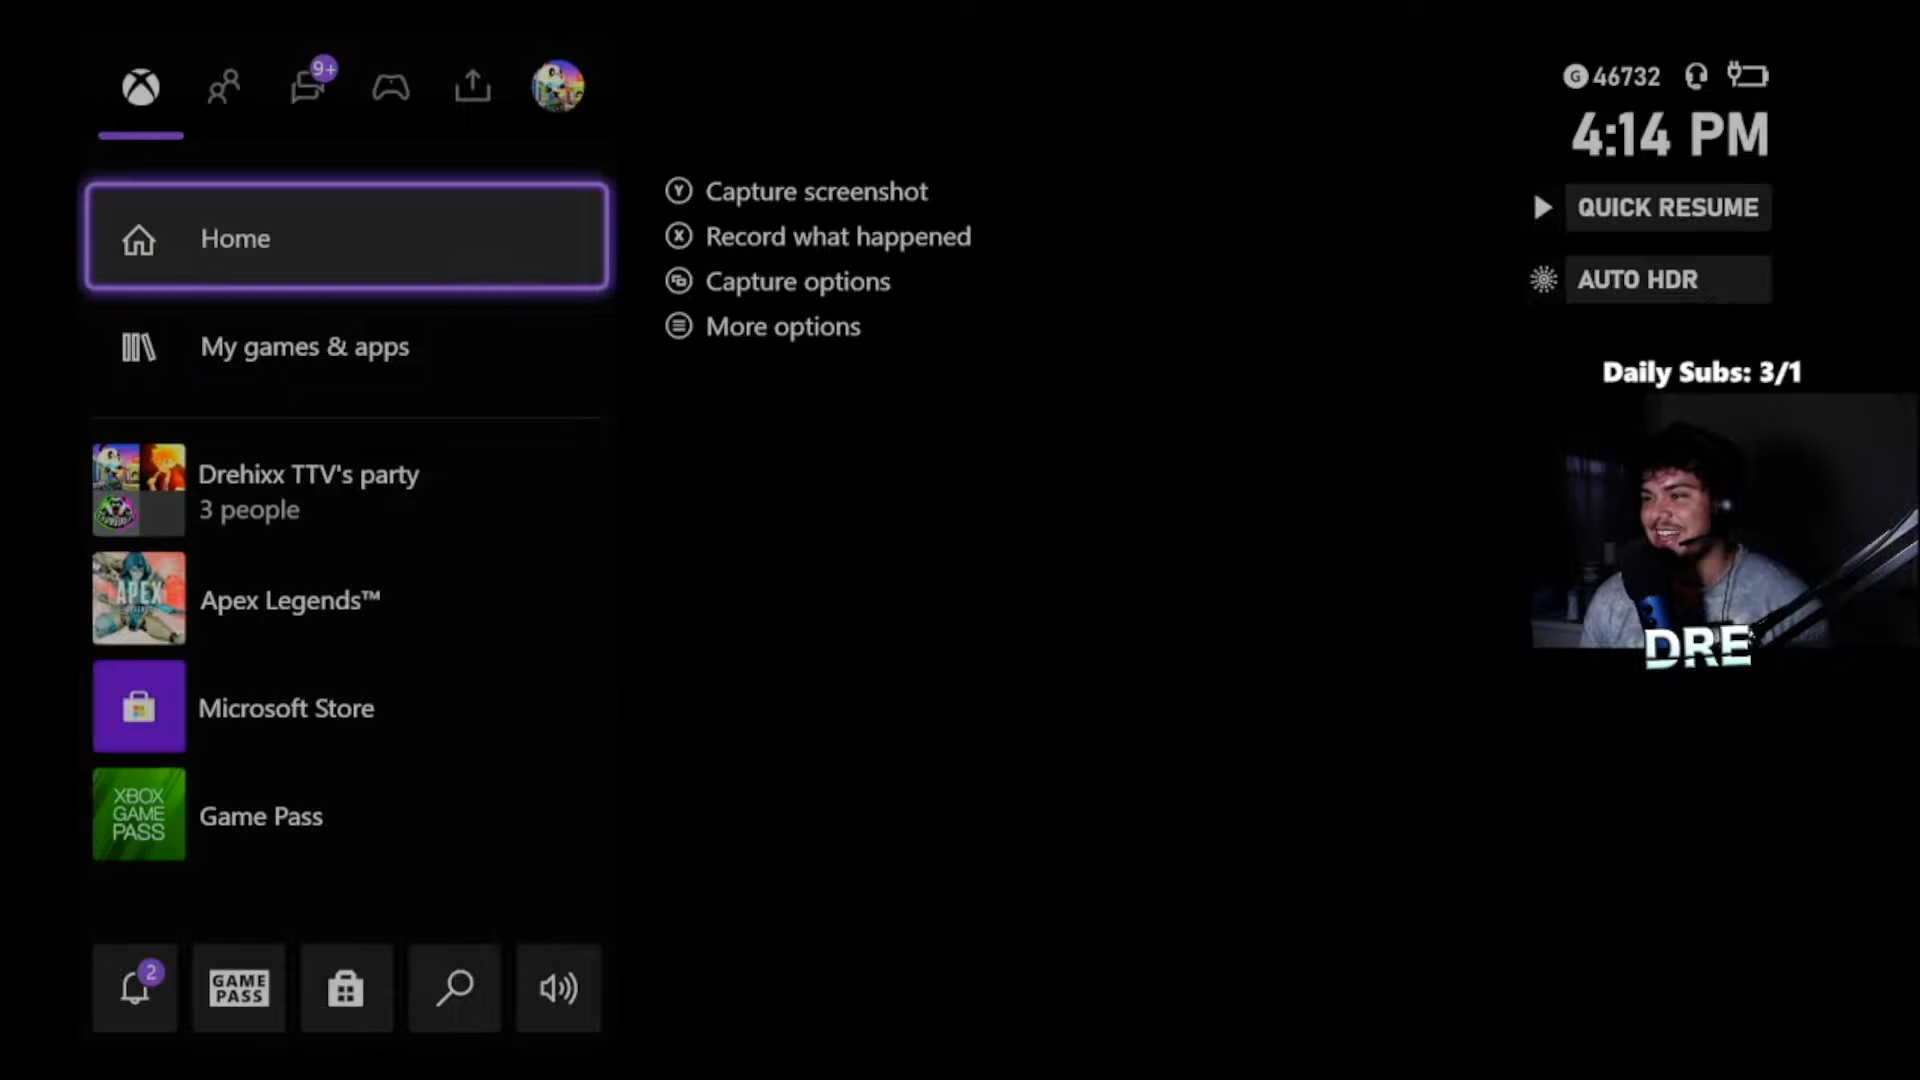 9+
46732
4:14 PM
QUICK RESUME
AUTO HDR
Home
Capture screenshot
Record what happened
Capture options
More options
My games & apps
Daily Subs: 3/1
Drehixx TTV's party
3 people
APEX
Apex Legends™
DRE
Microsoft Store
XBOX
GAME
PASS
Game Pass
2
GAME
PASS